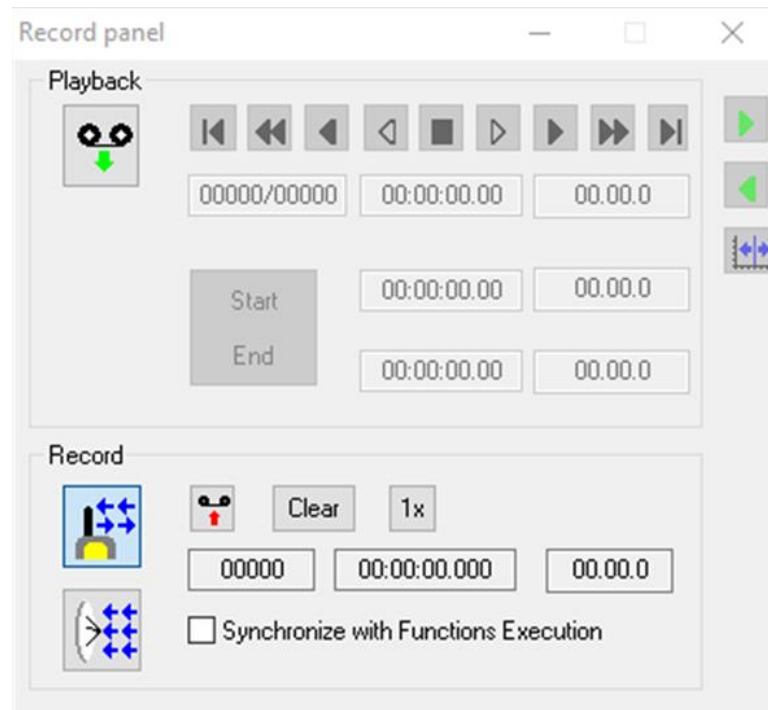 Record panel
Playback
00000/00000 00:00:00.00 00.00.0
Start 00:00:00.00 00.00.0
End 00:00:00.00 00.00.0
Record
Clear 1x
00000 00:00:00.000 00.00.0
Synchronize with Functions Execution